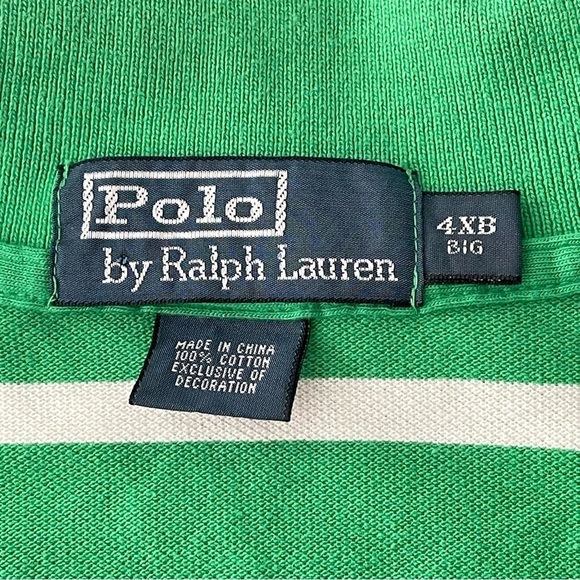 Polo
by Ralph Lauren
4XB
BIG
MADE IN CHINA
100% COTTON
EXCLUSIVE OF
DECORATION